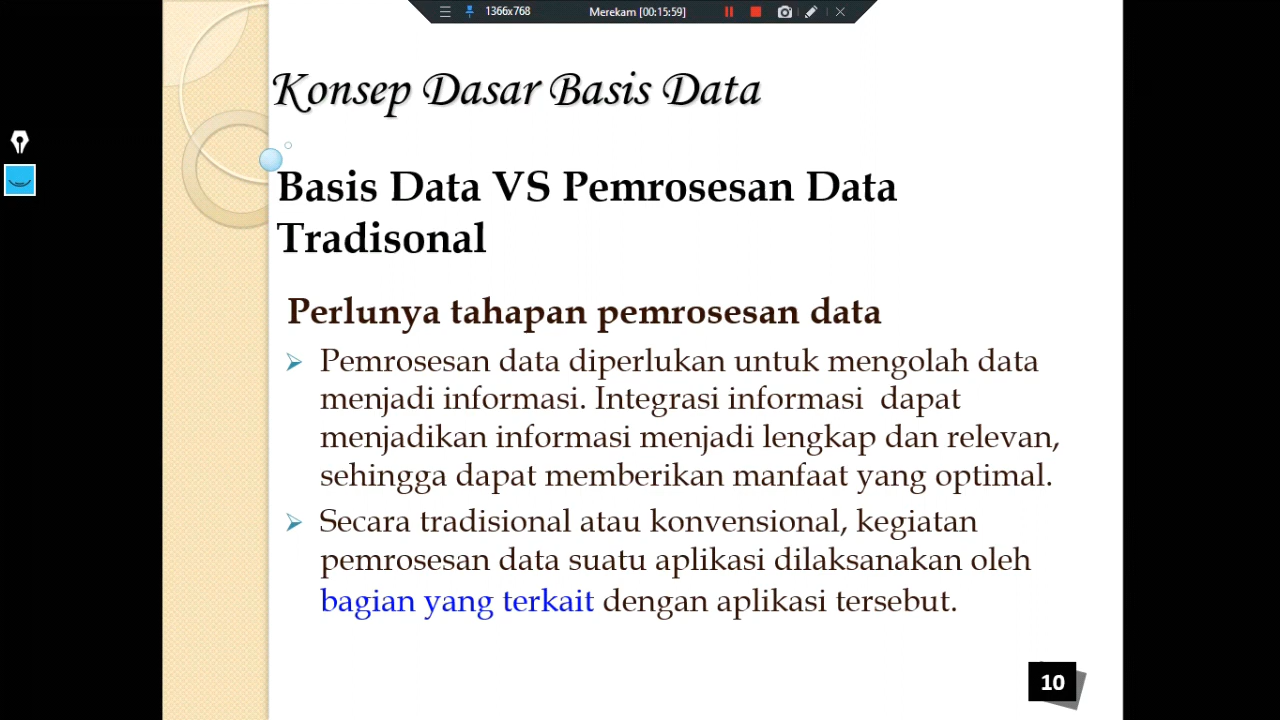 1366x768 Merekam [00:15:59]
Konsep Dasar Basis Data
Basis Data VS Pemrosesan Data
Tradisonal
Perlunya tahapan pemrosesan data
Pemrosesan data diperlukan untuk mengolah data
menjadi informasi. Integrasi informasi dapat
menjadikan informasi menjadi lengkap dan relevan,
sehingga dapat memberikan manfaat yang optimal.
Secara tradisional atau konvensional, kegiatan
pemrosesan data suatu aplikasi dilaksanakan oleh
bagian yang terkait dengan aplikasi tersebut.
10